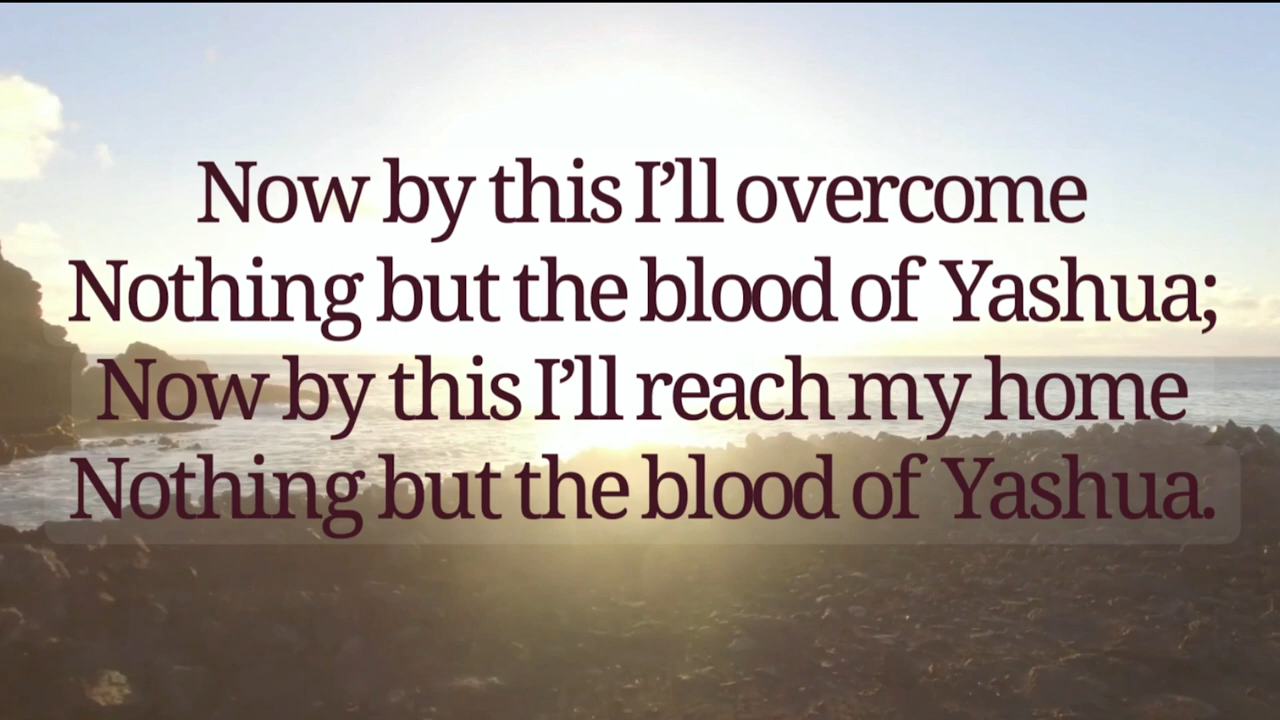 Now by this I’ll overcome
Nothing but the blood of Yashua;
Now by this I’ll reach my home
Nothing but the blood of Yashua.